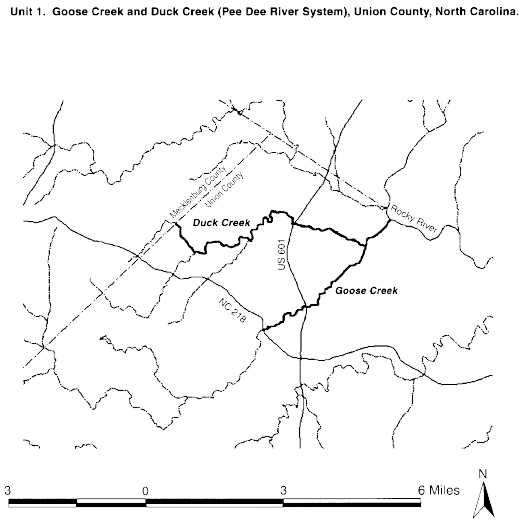 Unit 1. Goose Creek and Duck Creek (Pee Dee River System), Union County, North Carolina.
Mecklenburg County
Union County
Duck Creek
Rocky River
US 601
Goose Creek
NC 218
3 0 3 6 Miles
N